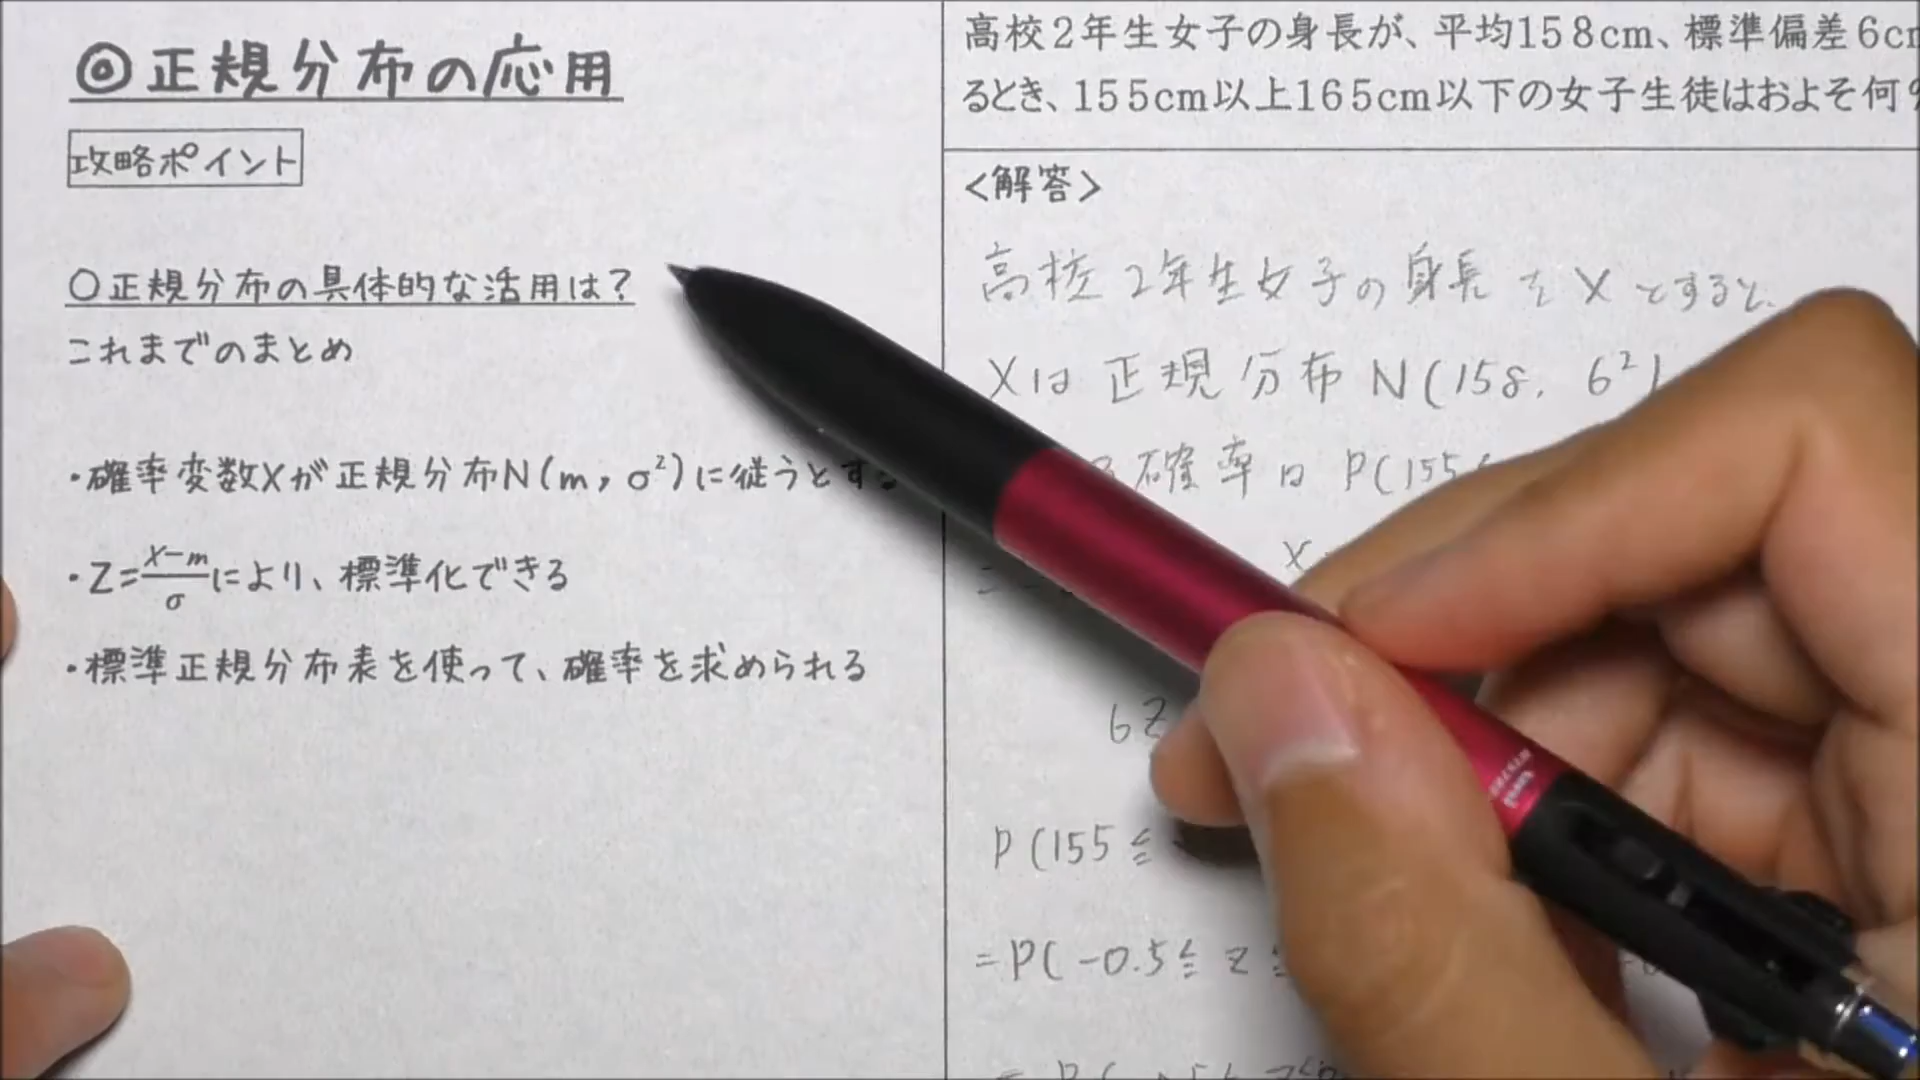 ◎正規分布の応用
攻略ポイント
○正規分布の具体的な活用は?
これまでのまとめ
・確率変数Xが正規分布N(m, σ²)に従うとする
・Z=(X-m)/σにより、標準化できる
・標準正規分布表を使って、確率を求められる
高校2年生女子の身長が、平均158cm、標準偏差6c
るとき、155cm以上165cm以下の女子生徒はおよそ何
<解答>
高校2年生女子の身長をXとすると、
Xは正規分布N(158, 6²)
確率は P(155≦
X
6Z
P(155≦
=P(-0.5≦Z≦